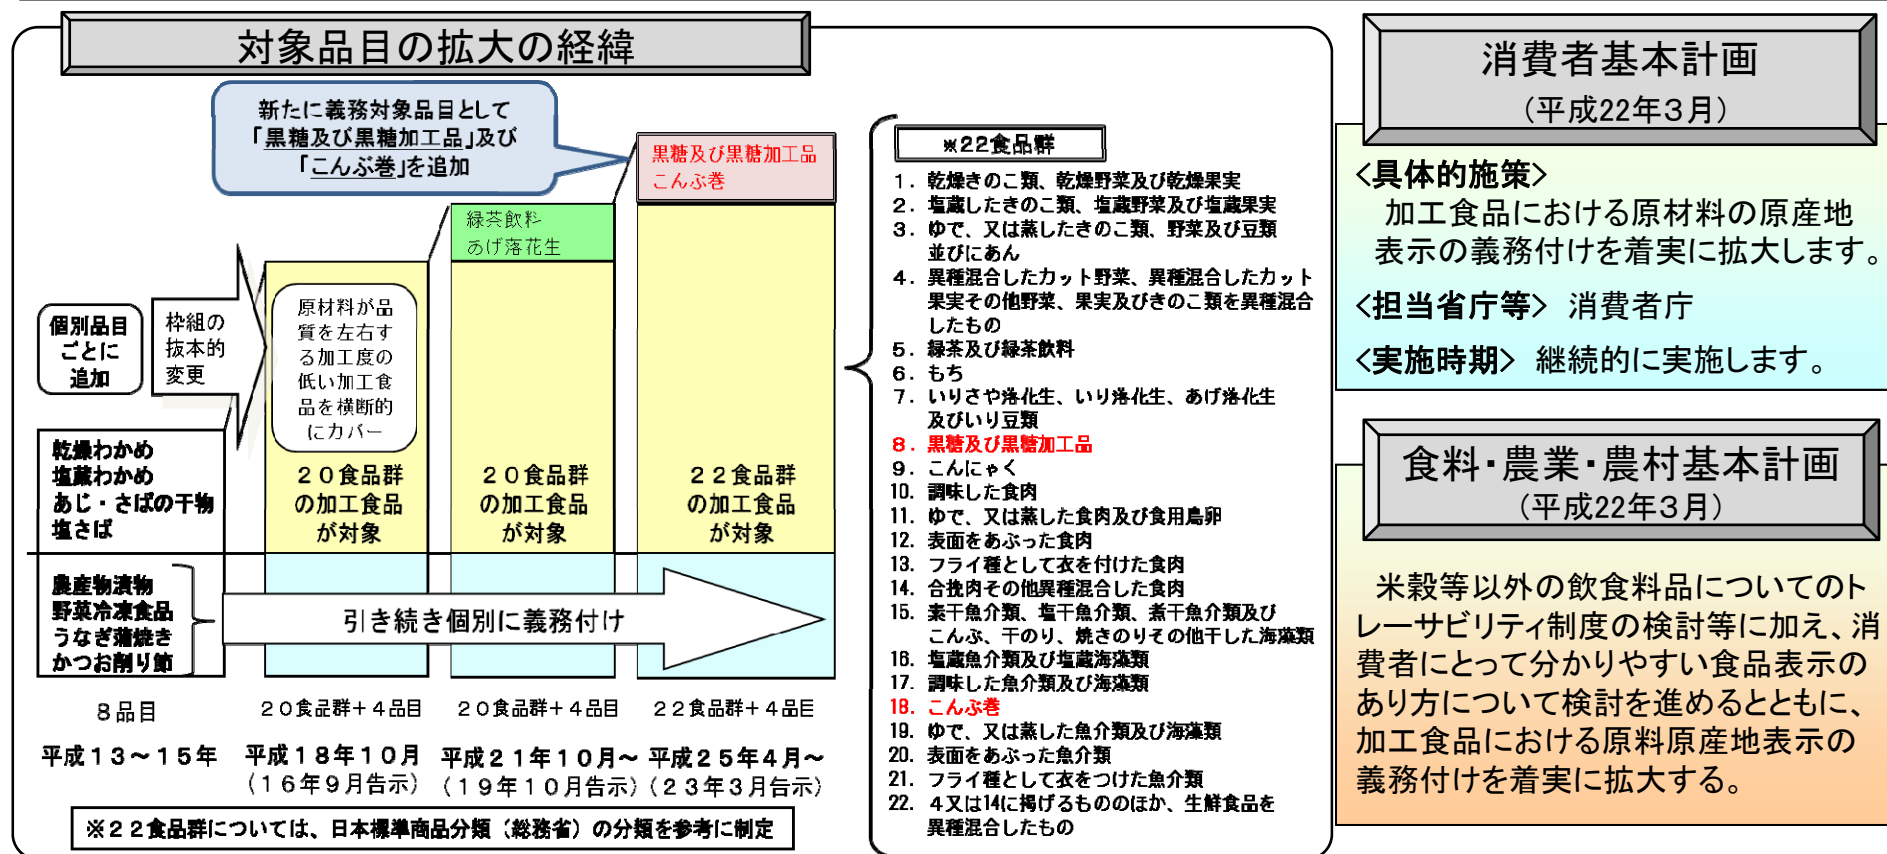 対象品目の拡大の経緯
新たに義務対象品目として
「黒糖及び黒糖加工品」及び
「こんぶ巻」を追加
黒糖及び黒糖加工品
こんぶ巻
緑茶飲料
あげ落花生
個別品目
ごとに
追加
枠組の
抜本的
変更
原材料が品
質を左右す
る加工度の
低い加工食
品を横断的
にカバー
乾燥わかめ
塩蔵わかめ
あじ・さばの干物
塩さば
２０食品群
の加工食品
が対象
２０食品群
の加工食品
が対象
２２食品群
の加工食品
が対象
農産物漬物
野菜冷凍食品
うなぎ蒲焼き
かつお削り節
引き続き個別に義務付け
８品目
２０食品群＋４品目
２０食品群＋４品目
２２食品群＋４品目
平成１３～１５年
平成１８年１０月
（１６年９月告示）
平成２１年１０月～
（１９年１０月告示）
平成２５年４月～
（２３年３月告示）
※２２食品群については、日本標準商品分類（総務省）の分類を参考に制定
※２２食品群
１．乾燥きのこ類、乾燥野菜及び乾燥果実
２．塩蔵したきのこ類、塩蔵野菜及び塩蔵果実
３．ゆで、又は蒸したきのこ類、野菜及び豆類
並びにあん
４．異種混合したカット野菜、異種混合したカット
果実その他野菜、果実及びきのこ類を異種混合
したもの
５．緑茶及び緑茶飲料
６．もち
７．いりさや落花生、いり落花生、あげ落花生
及びいり豆類
８．黒糖及び黒糖加工品
９．こんにゃく
10．調味した食肉
11．ゆで、又は蒸した食肉及び食用鳥卵
12．表面をあぶった食肉
13．フライ種として衣を付けた食肉
14．合挽肉その他異種混合した食肉
15．素干魚介類、塩干魚介類、煮干魚介類及び
こんぶ、干のり、焼きのりその他干した海藻類
16．塩蔵魚介類及び塩蔵海藻類
17．調味した魚介類及び海藻類
18．こんぶ巻
19．ゆで、又は蒸した魚介類及び海藻類
20．表面をあぶった魚介類
21．フライ種として衣をつけた魚介類
22．４又は14に掲げるもののほか、生鮮食品を
異種混合したもの
消費者基本計画
（平成22年３月）
<具体的施策>
加工食品における原材料の原産地
表示の義務付けを着実に拡大します。
<担当省庁等> 消費者庁
<実施時期> 継続的に実施します。
食料・農業・農村基本計画
（平成22年３月）
米穀等以外の飲食料品についてのト
レーサビリティ制度の検討等に加え、消
費者にとって分かりやすい食品表示の
あり方について検討を進めるとともに、
加工食品における原料原産地表示の
義務付けを着実に拡大する。